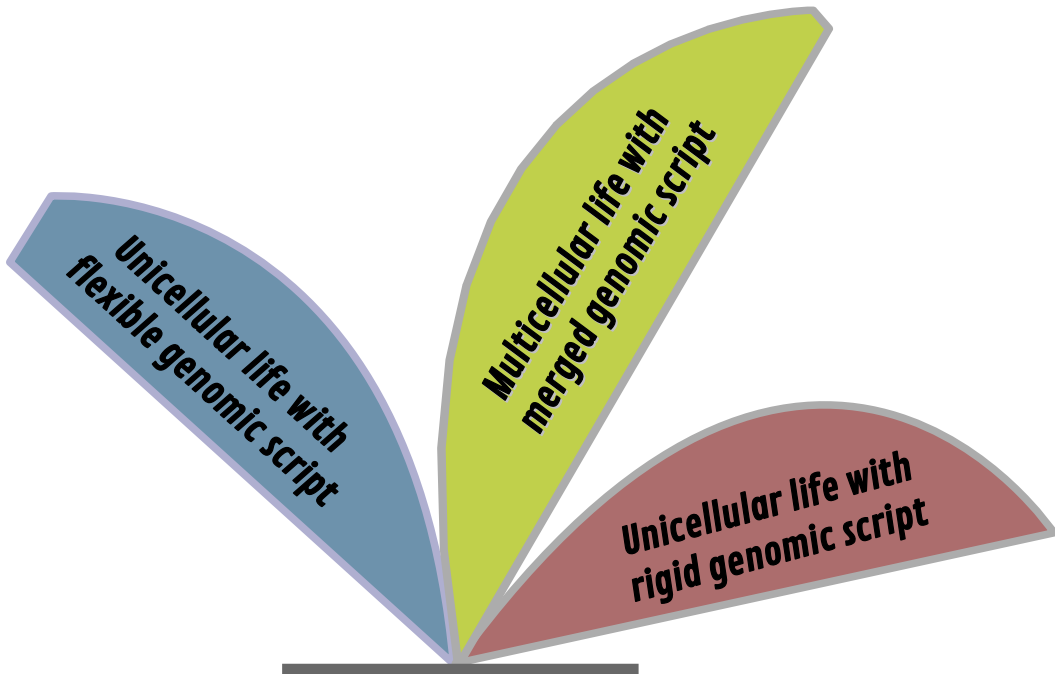 Unicellular life with
flexible genomic script
Multicellular life with
merged genomic script
Unicellular life with
rigid genomic script